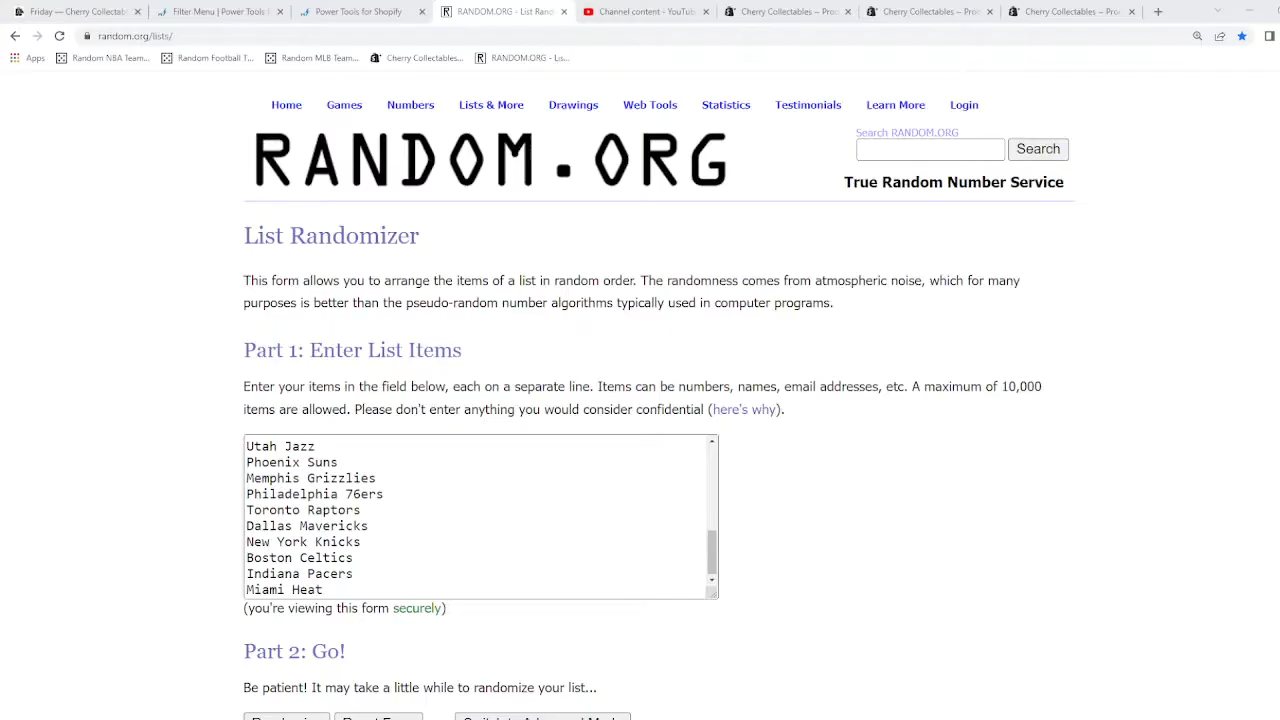 Friday — Cherry Collectabl
Filter Menu | Power Tools
Power Tools for Shopify
RANDOM.ORG - List Rand
Channel content - YouTub
Cherry Collectables – Pro
Cherry Collectables – Pro
Cherry Collectables – Pro
random.org/lists/
Apps
Random NBA Team...
Random Football T...
Random MLB Team...
Cherry Collectables...
RANDOM.ORG - Lis...
Home Games Numbers Lists & More Drawings Web Tools Statistics Testimonials Learn More Login
RANDOM.ORG
Search RANDOM.ORG
Search
True Random Number Service
List Randomizer
This form allows you to arrange the items of a list in random order. The randomness comes from atmospheric noise, which for many
purposes is better than the pseudo-random number algorithms typically used in computer programs.
Part 1: Enter List Items
Enter your items in the field below, each on a separate line. Items can be numbers, names, email addresses, etc. A maximum of 10,000
items are allowed. Please don't enter anything you would consider confidential (here's why).
Utah Jazz
Phoenix Suns
Memphis Grizzlies
Philadelphia 76ers
Toronto Raptors
Dallas Mavericks
New York Knicks
Boston Celtics
Indiana Pacers
Miami Heat
(you're viewing this form securely)
Part 2: Go!
Be patient! It may take a little while to randomize your list...